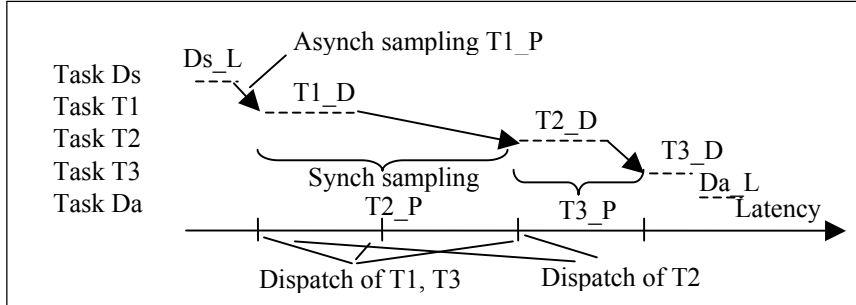 Asynch sampling T1_P
Ds_L
Task Ds
T1_D
Task T1
T2_D
Task T2
T3_D
Task T3
Synch sampling
Da_L
Task Da
T2_P
T3_P
Latency
Dispatch of T1, T3
Dispatch of T2